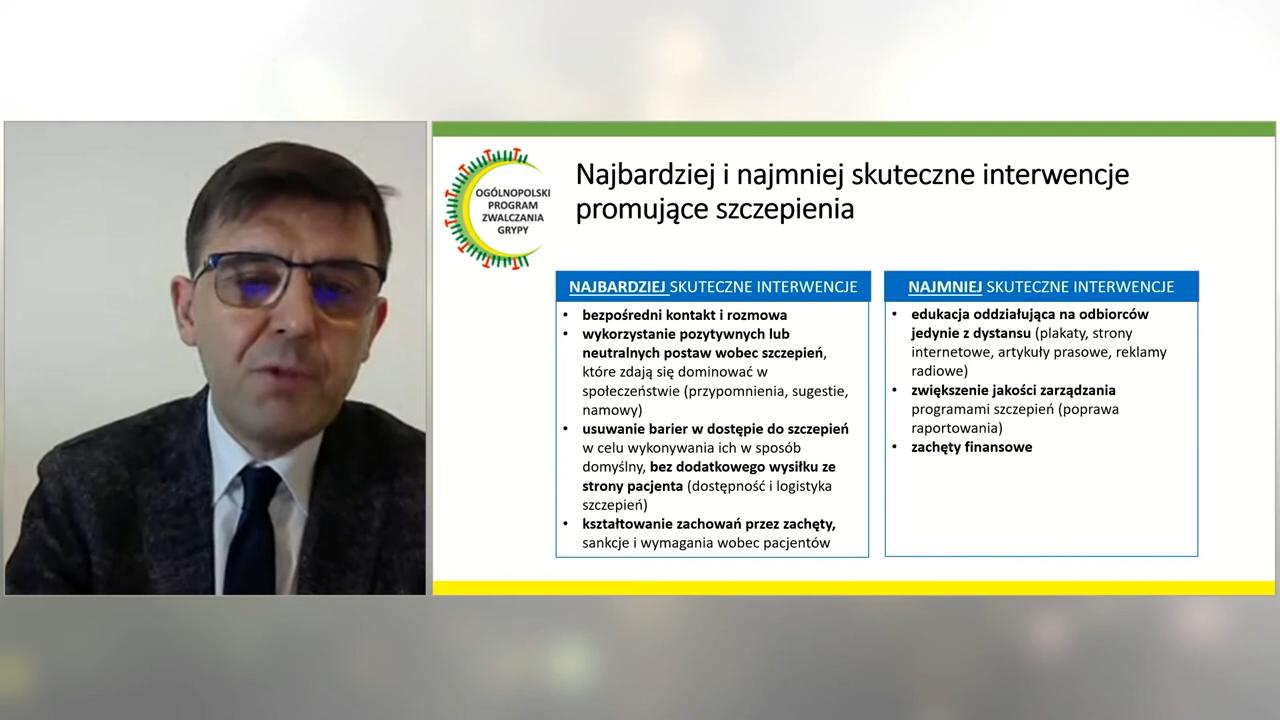 OGÓLNOPOLSKI
PROGRAM
ZWALCZANIA
GRYPY
Najbardziej i najmniej skuteczne interwencje
promujące szczepienia
NAJBARDZIEJ SKUTECZNE INTERWENCJE
• bezpośredni kontakt i rozmowa
• wykorzystanie pozytywnych lub
neutralnych postaw wobec szczepień,
które zdają się dominować w
społeczeństwie (przypomnienia, sugestie,
namowy)
• usuwanie barier w dostępie do szczepień
w celu wykonywania ich w sposób
domyślny, bez dodatkowego wysiłku ze
strony pacjenta (dostępność i logistyka
szczepień)
• kształtowanie zachowań przez zachęty,
sankcje i wymagania wobec pacjentów
NAJMNIEJ SKUTECZNE INTERWENCJE
• edukacja oddziałująca na odbiorców
jedynie z dystansu (plakaty, strony
internetowe, artykuły prasowe, reklamy
radiowe)
• zwiększenie jakości zarządzania
programami szczepień (poprawa
raportowania)
• zachęty finansowe